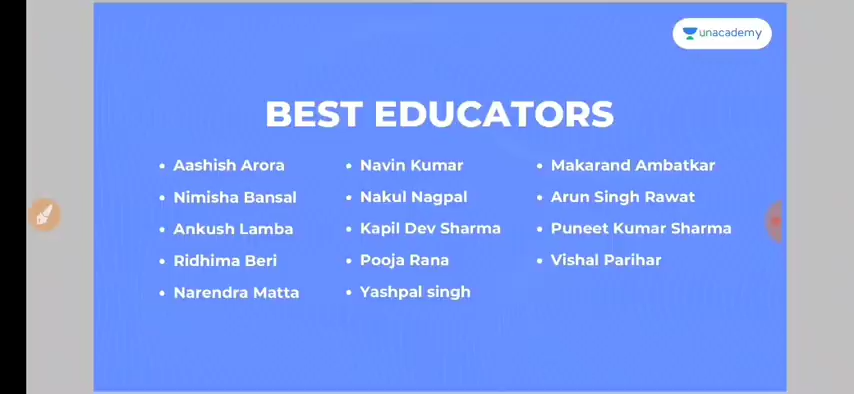 unacademy
BEST EDUCATORS
• Aashish Arora
• Nimisha Bansal
• Ankush Lamba
• Ridhima Beri
• Narendra Matta
• Navin Kumar
• Nakul Nagpal
• Kapil Dev Sharma
• Pooja Rana
• Yashpal singh
• Makarand Ambatkar
• Arun Singh Rawat
• Puneet Kumar Sharma
• Vishal Parihar